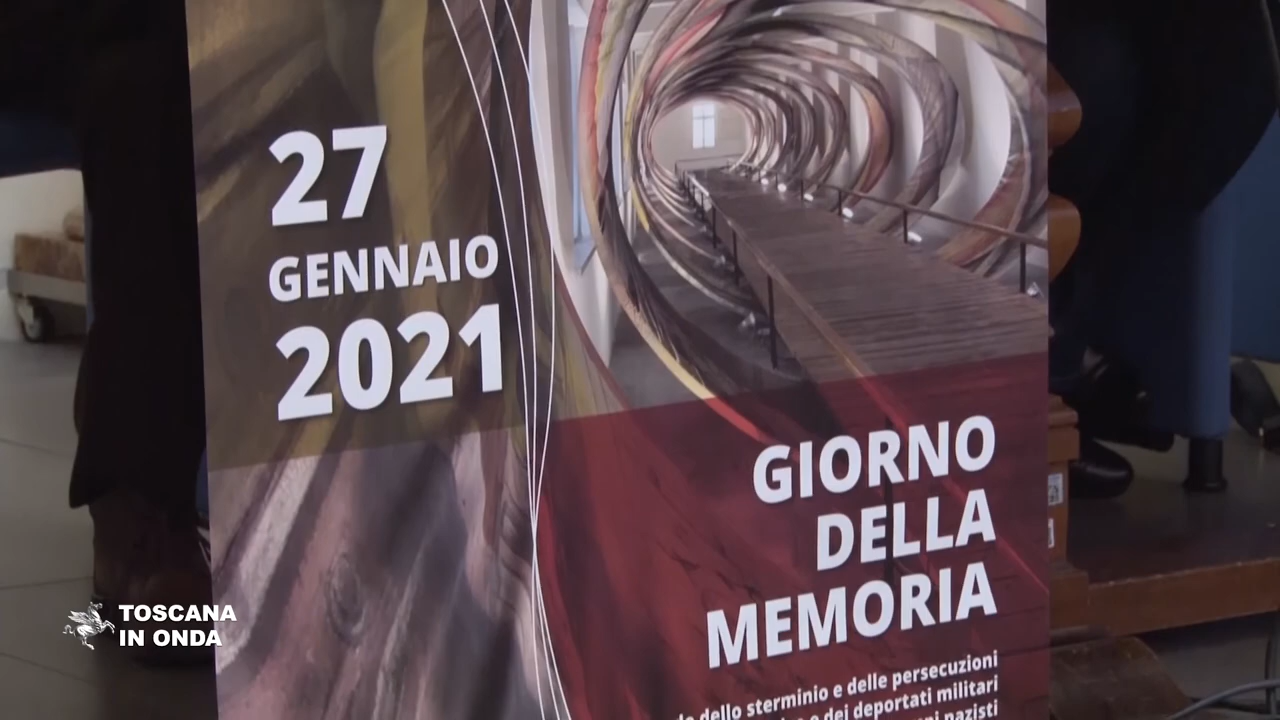 27
GENNAIO
2021
GIORNO
DELLA
MEMORIA
dello sterminio e delle persecuzioni
e dei deportati militari
nazisti
TOSCANA
IN ONDA